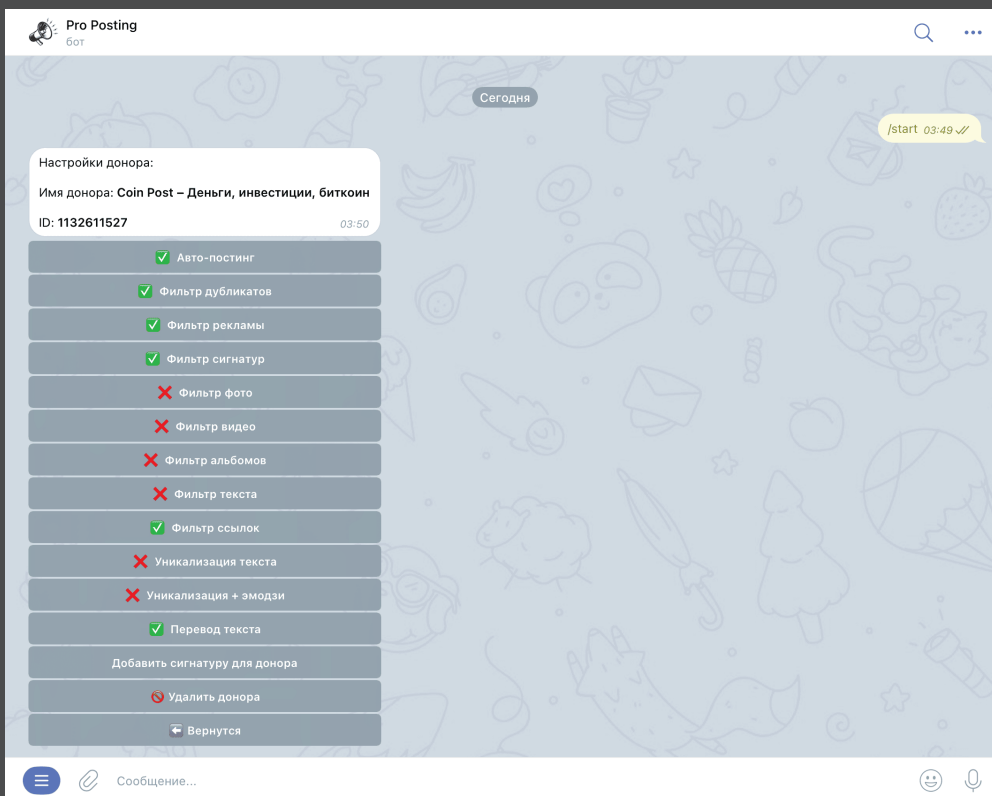 Pro Posting
бот
Сегодня
/start 03:49
Настройки донора:
Имя донора: Coin Post – Деньги, инвестиции, биткоин
ID: 1132611527 03:50
Авто-постинг
Фильтр дубликатов
Фильтр рекламы
Фильтр сигнатур
Фильтр фото
Фильтр видео
Фильтр альбомов
Фильтр текста
Фильтр ссылок
Уникализация текста
Уникализация + эмодзи
Перевод текста
Добавить сигнатуру для донора
Удалить донора
Вернутся
Сообщение...